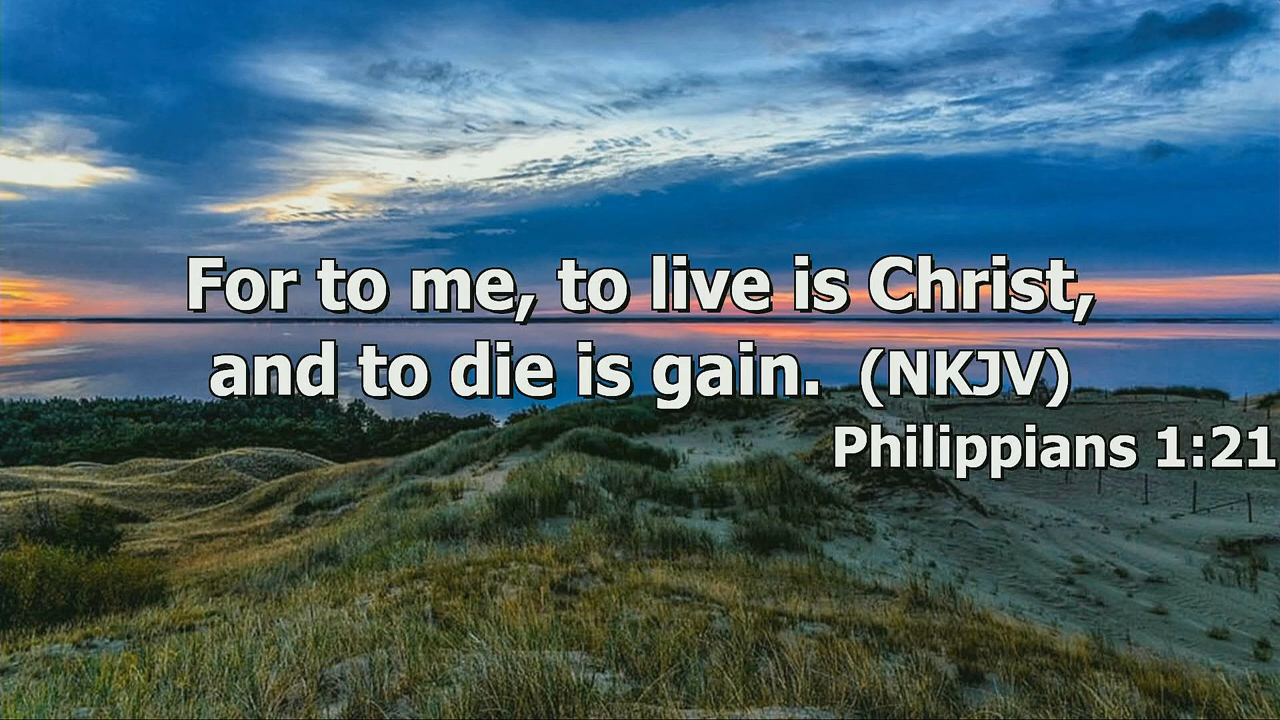 For to me, to live is Christ,
and to die is gain. (NKJV)
Philippians 1:21